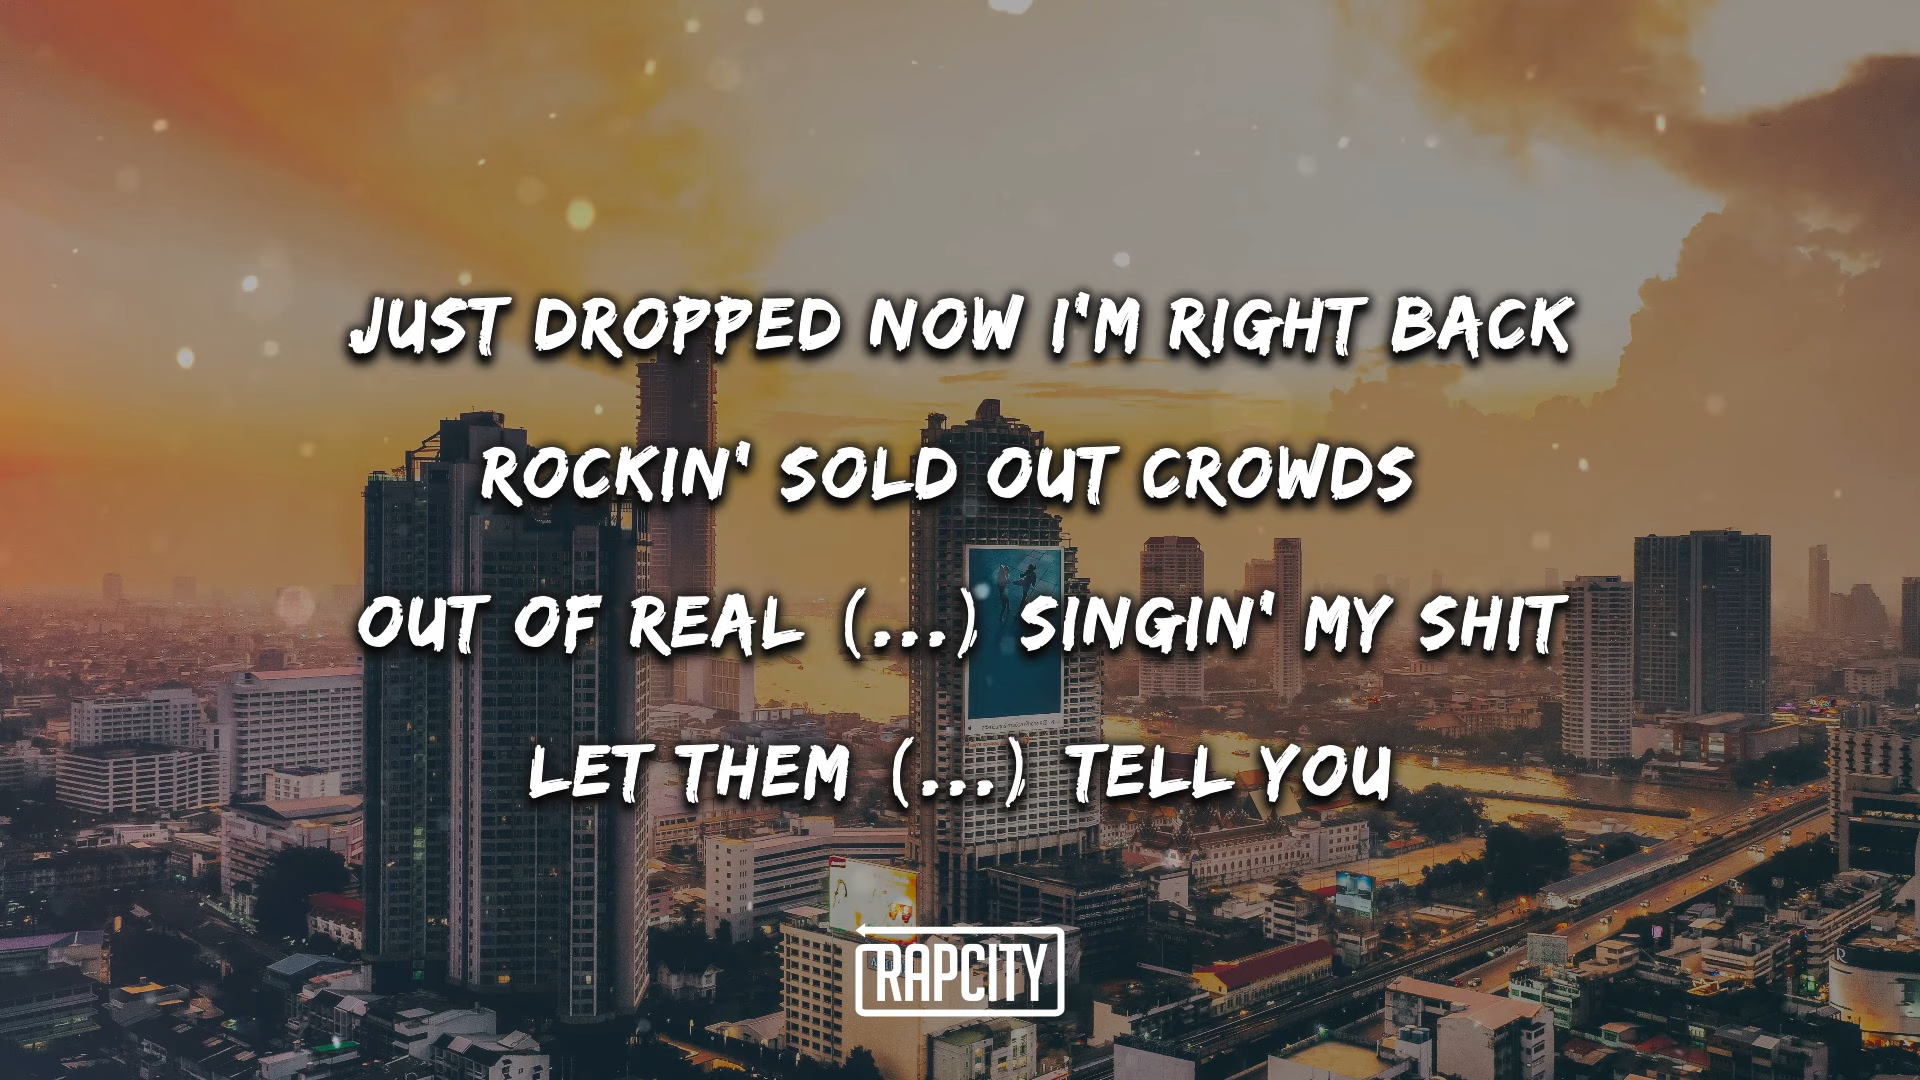 JUST DROPPED NOW I'M RIGHT BACK
ROCKIN' SOLD OUT CROWDS
OUT OF REAL (...) SINGIN' MY SHIT
LET THEM (...) TELL YOU
RAPCITY